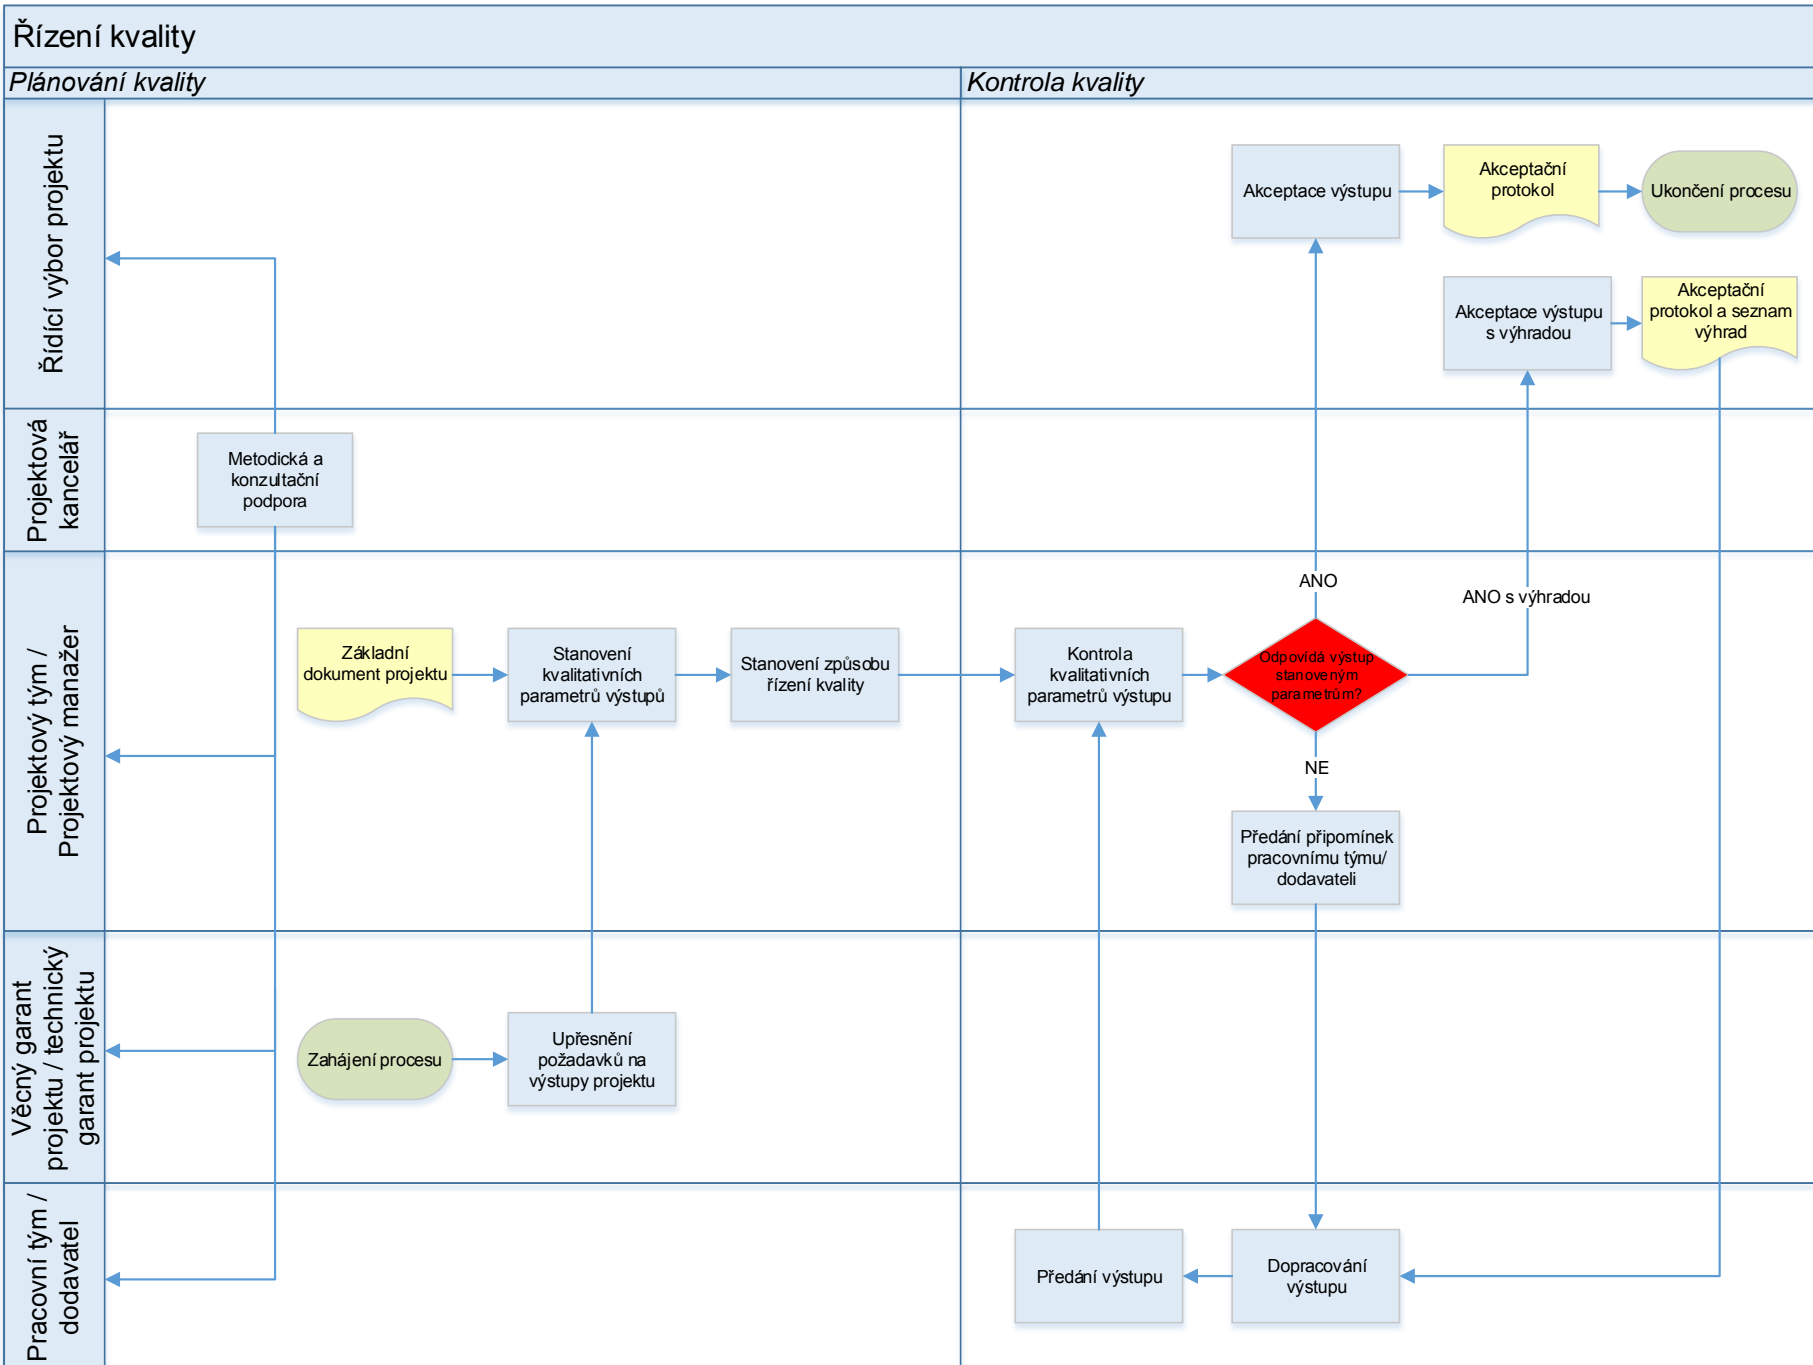 Řízení kvality
Plánování kvality
Kontrola kvality
Řídící výbor projektu
Akceptace výstupu
Akceptační
protokol
Ukončení procesu
Akceptace výstupu
s výhradou
Akceptační
protokol a seznam
výhrad
Projektová
kancelář
Metodická a
konzultační
podpora
Projektový tým /
Projektový manažer
Základní
dokument projektu
Stanovení
kvalitativních
parametrů výstupů
Stanovení způsobu
řízení kvality
Kontrola
kvalitativních
parametrů výstupu
Odpovídá výstup
stanoveným
parametrům?
ANO
ANO s výhradou
NE
Předání připomínek
pracovnímu týmu/
dodavateli
Věcný garant
projektu / technický
garant projektu
Zahájení procesu
Upřesnění
požadavků na
výstupy projektu
Pracovní tým /
dodavatel
Předání výstupu
Dopracování
výstupu